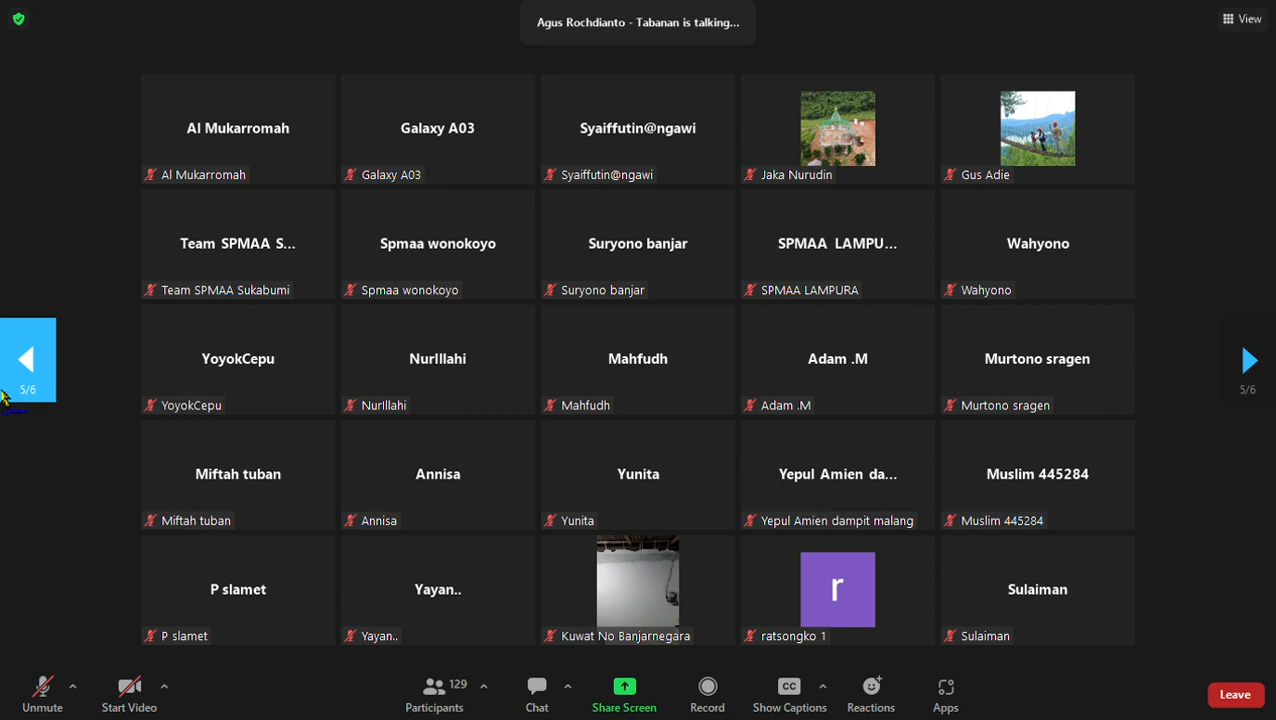 Agus Rochdianto - Tabanan is talking...
View
Al Mukarromah
Galaxy A03
Syaiffutin@ngawi
Al Mukarromah
Galaxy A03
Syaiffutin@ngawi
Jaka Nurudin
Gus Adie
Team SPMAA S...
Spmaa wonokoyo
Suryono banjar
SPMAA LAMPU...
Wahyono
Team SPMAA Sukabumi
Spmaa wonokoyo
Suryono banjar
SPMAA LAMPURA
Wahyono
YoyokCepu
NurIllahi
Mahfudh
Adam .M
Murtono sragen
5/6
5/6
YoyokCepu
NurIllahi
Mahfudh
Adam .M
Murtono sragen
Miftah tuban
Annisa
Yunita
Yepul Amien da...
Muslim 445284
Miftah tuban
Annisa
Yunita
Yepul Amien dampit malang
Muslim 445284
P slamet
Yayan..
r
Sulaiman
P slamet
Yayan..
Kuwat No Banjarnegara
ratsongko 1
Sulaiman
129
CC
Unmute
Start Video
Participants
Chat
Share Screen
Record
Show Captions
Reactions
Apps
Leave